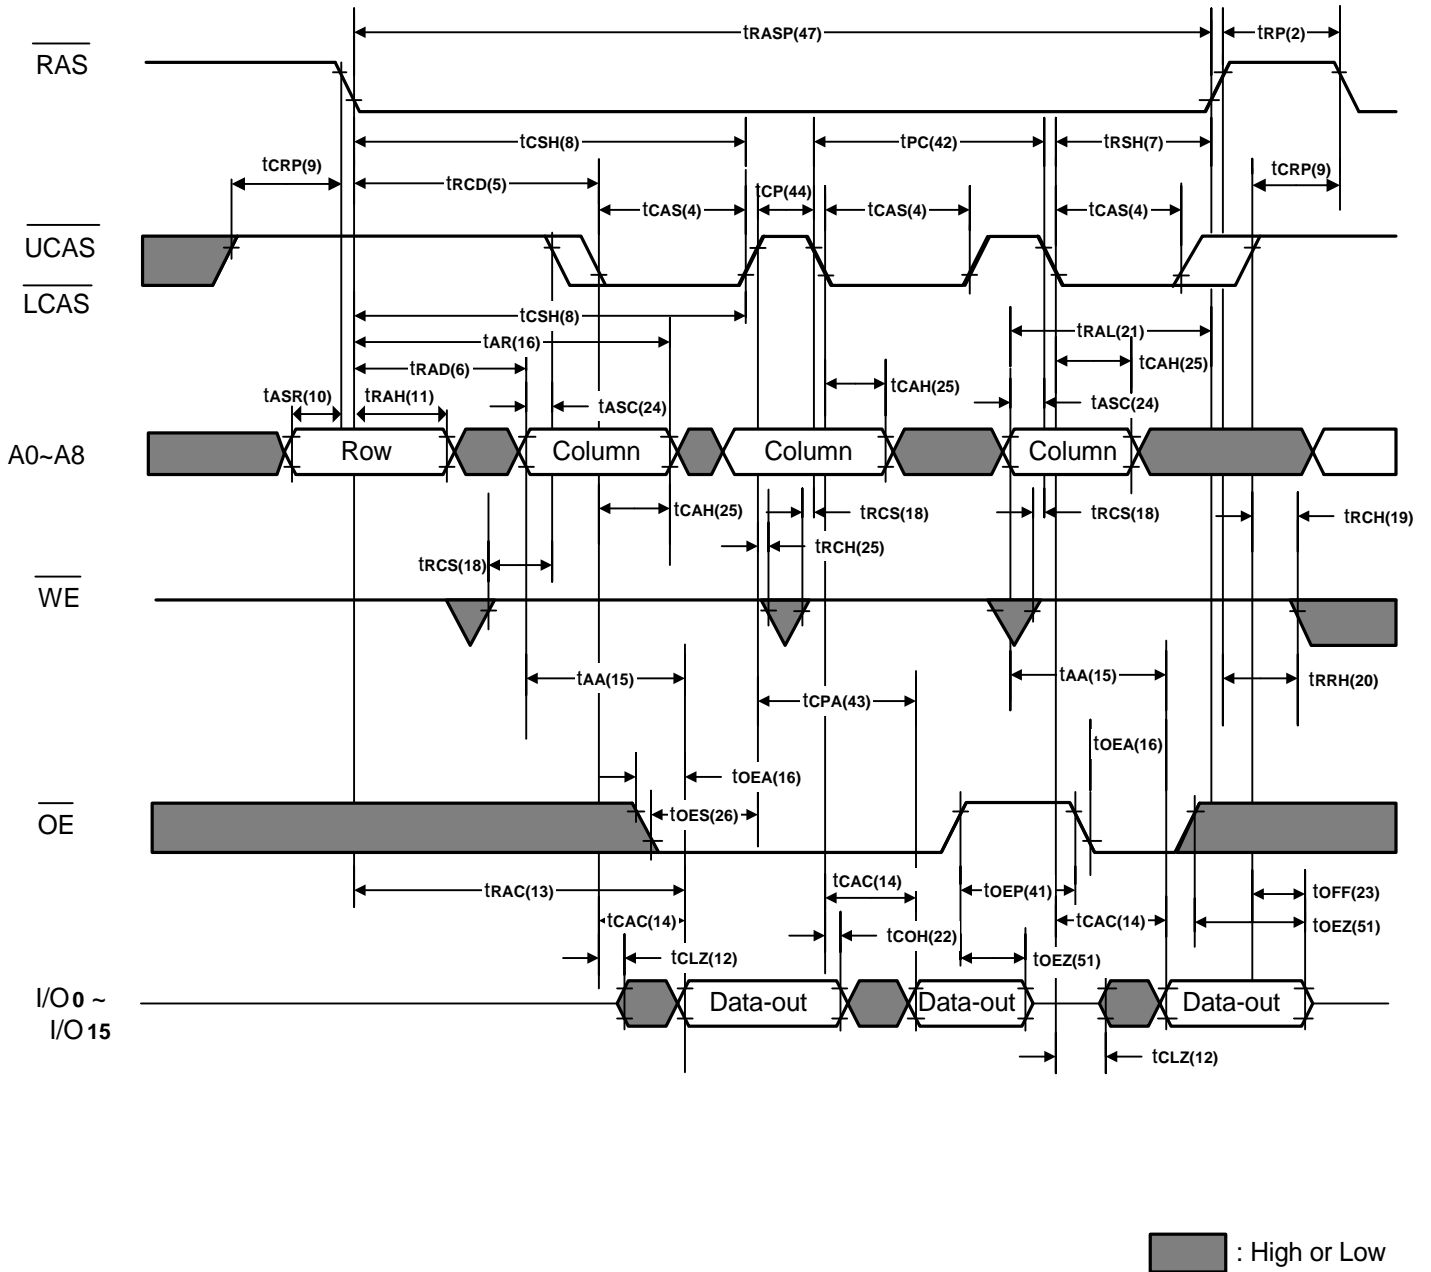 tRASP(47) tRP(2)
RAS
tCSH(8) tPC(42) tRSH(7)
tCRP(9) tRCD(5) tCP(44) tCRP(9)
tCAS(4) tCAS(4) tCAS(4)
UCAS
LCAS
tCSH(8)
tAR(16) tRAL(21)
tRAD(6) tCAH(25) tCAH(25)
tASR(10) tRAH(11) tASC(24) tASC(24)
A0~A8 Row Column Column Column
tCAH(25) tRCS(18) tRCS(18) tRCH(19)
tRCS(18) tRCH(25)
WE
tAA(15) tAA(15) tRRH(20)
tCPA(43)
tOEA(16)
tOEA(16)
OE tOES(26)
tRAC(13) tCAC(14) tOEP(41) tOFF(23)
tCAC(14) tCOH(22) tCAC(14) tOEZ(51)
tCLZ(12) tOEZ(51)
I/O0 ~ Data-out Data-out Data-out
I/O15
tCLZ(12)
: High or Low